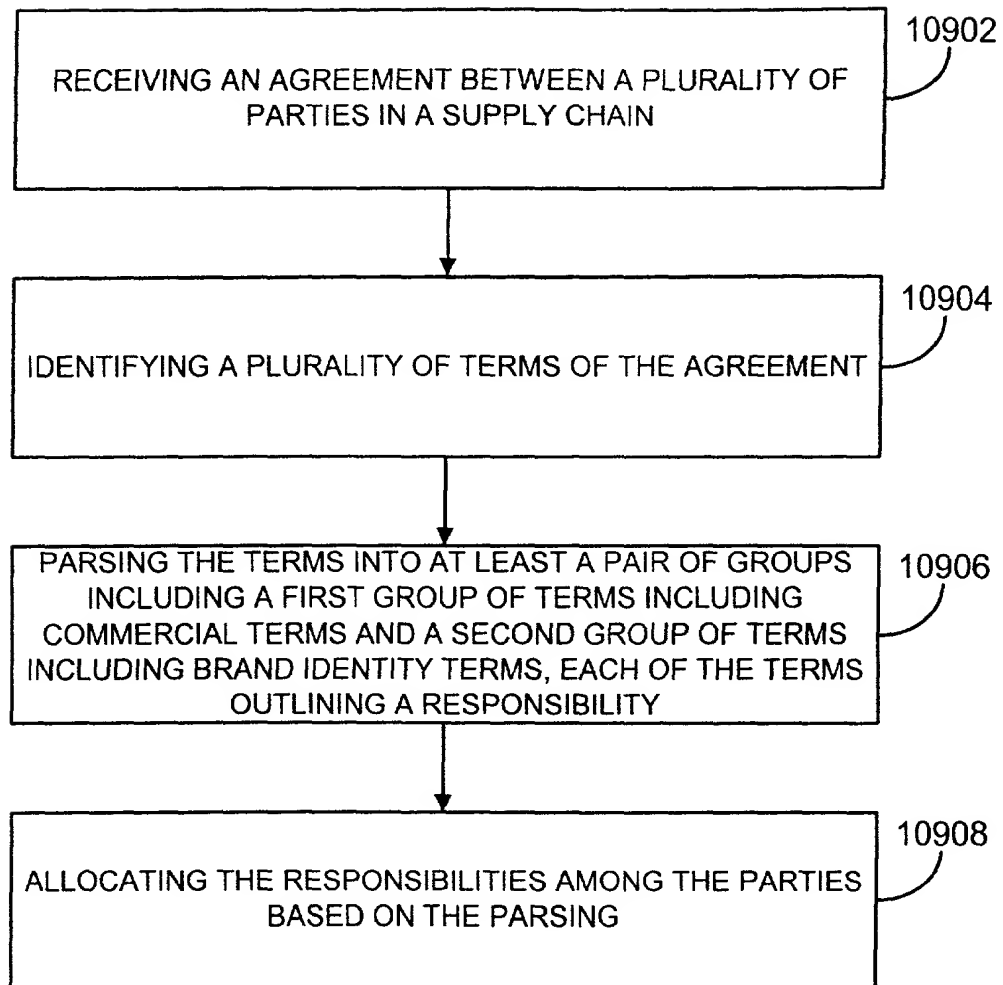 10902
RECEIVING AN AGREEMENT BETWEEN A PLURALITY OF
PARTIES IN A SUPPLY CHAIN
10904
IDENTIFYING A PLURALITY OF TERMS OF THE AGREEMENT
10906
PARSING THE TERMS INTO AT LEAST A PAIR OF GROUPS
INCLUDING A FIRST GROUP OF TERMS INCLUDING
COMMERCIAL TERMS AND A SECOND GROUP OF TERMS
INCLUDING BRAND IDENTITY TERMS, EACH OF THE TERMS
OUTLINING A RESPONSIBILITY
10908
ALLOCATING THE RESPONSIBILITIES AMONG THE PARTIES
BASED ON THE PARSING